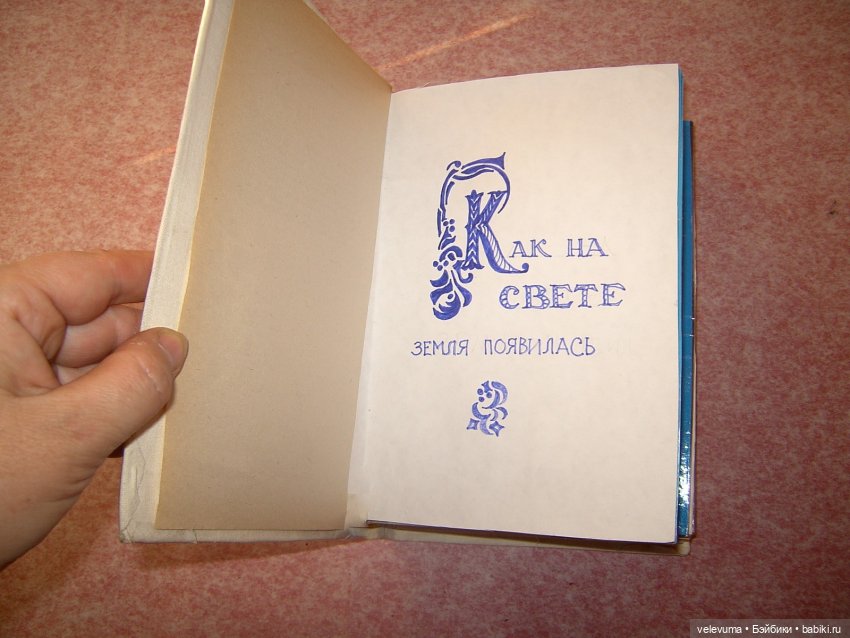 Как на
свете
земля появилась
velevuma • Бэйбики • babiki.ru